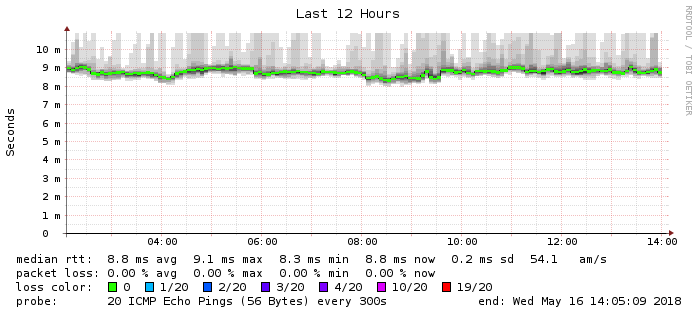 Last 12 Hours
RRDTOOL / TOBI OETIKER
Seconds
10 m
9 m
8 m
7 m
6 m
5 m
4 m
3 m
2 m
1 m
0
04:00 06:00 08:00 10:00 12:00 14:00
median rtt: 8.8 ms avg 9.1 ms max 8.3 ms min 8.8 ms now 0.2 ms sd 54.1 am/s
packet loss: 0.00 % avg 0.00 % max 0.00 % min 0.00 % now
loss color: 0 1/20 2/20 3/20 4/20 10/20 19/20
probe: 20 ICMP Echo Pings (56 Bytes) every 300s end: Wed May 16 14:05:09 2018